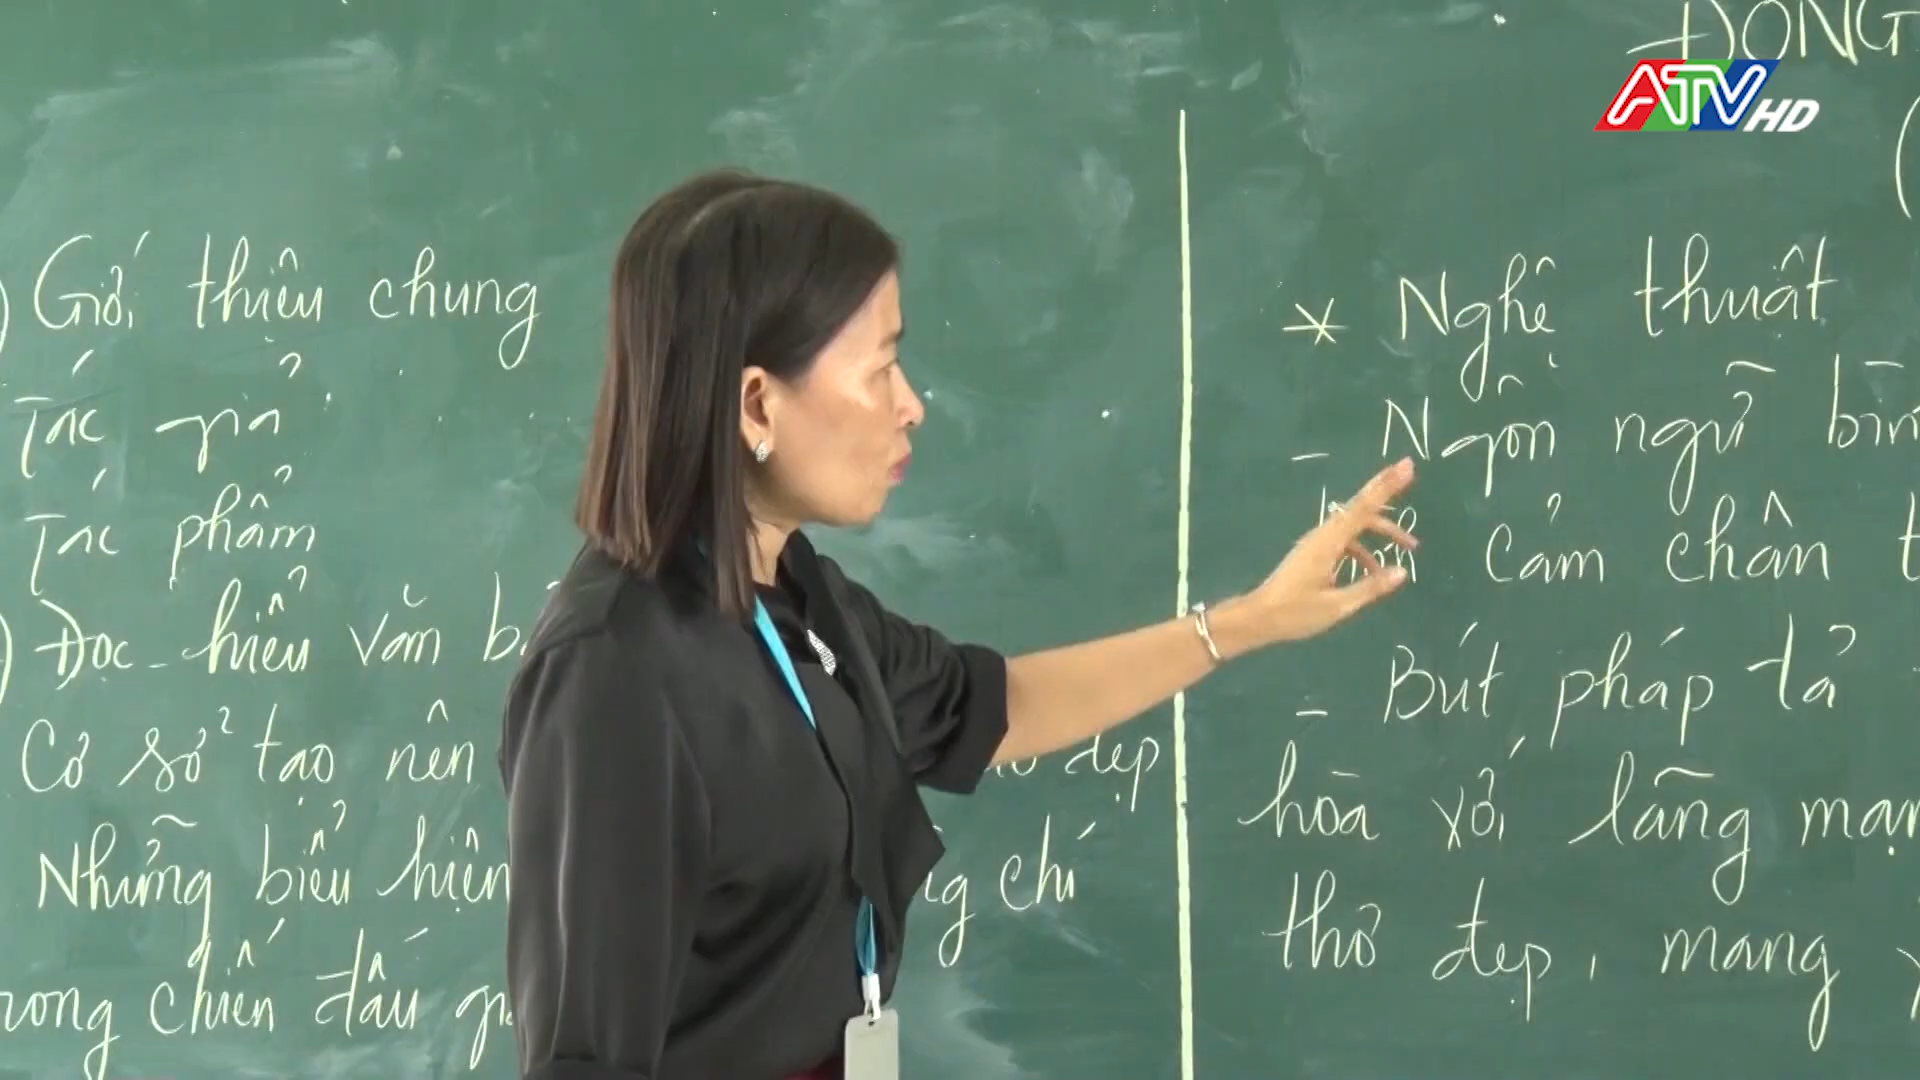 ĐỒNG
ATV HD
) Giới thiệu chung
Tác giả
Tác phẩm
) Đọc - hiểu văn
Cơ sở tạo nên
đẹp
Những biểu hiện
chí
chiến đấu
* Nghệ thuật
- Ngôn ngữ
cảm chân
- Bút pháp tả
hòa với lãng
thơ đẹp, mang